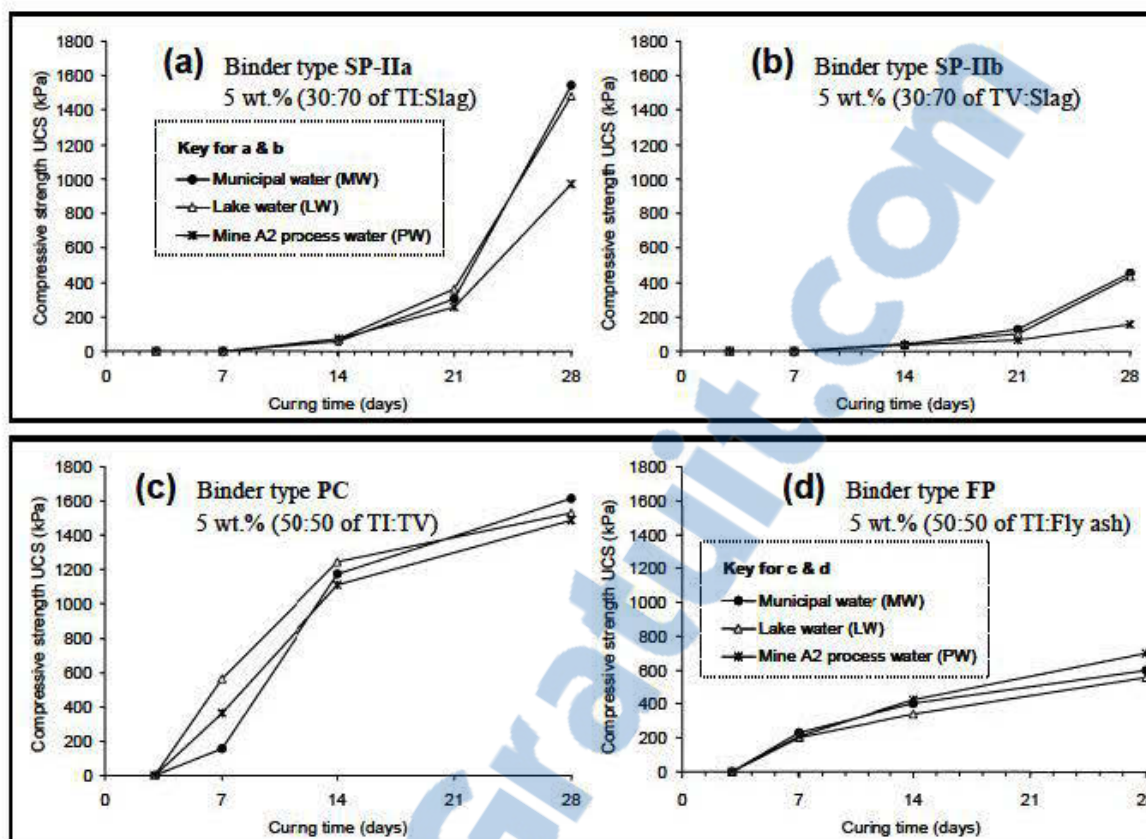 (a) Binder type SP-IIa
5 wt.% (30:70 of TI:Slag)
Key for a & b
Municipal water (MW)
Lake water (LW)
Mine A2 process water (PW)
Compressive strength UCS (kPa)
1800
1600
1400
1200
1000
800
600
400
200
0
0 7 14 21 28
Curing time (days)
(b) Binder type SP-IIb
5 wt.% (30:70 of TV:Slag)
Compressive strength UCS (kPa)
1800
1600
1400
1200
1000
800
600
400
200
0
0 7 14 21 28
Curing time (days)
(c) Binder type PC
5 wt.% (50:50 of TI:TV)
Compressive strength UCS (kPa)
1800
1600
1400
1200
1000
800
600
400
200
0
0 7 14 21 28
Curng time (days)
(d) Binder type FP
5 wt.% (50:50 of TI:Fly ash)
Key for c & d
Municipal water (MW)
Lake water (LW)
Mine A2 process water (PW)
Compressive strength UCS (kPa)
1800
1600
1400
1200
1000
800
600
400
200
0
0 7 14 21
Curing time (days)
Gratuit.com